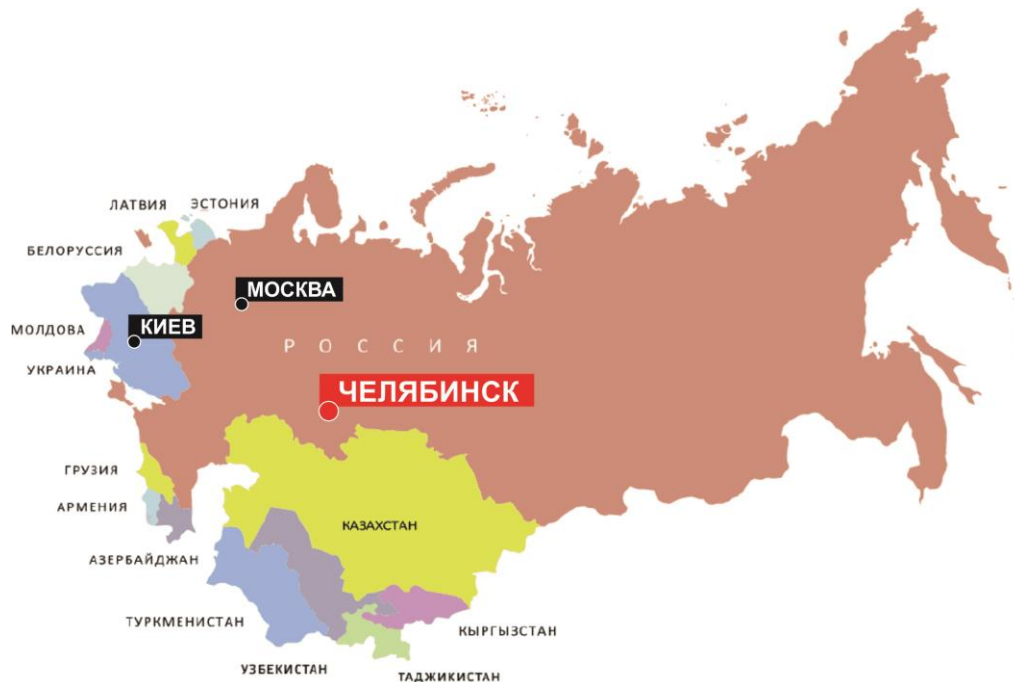 ЛАТВИЯ
ЭСТОНИЯ
БЕЛОРУССИЯ
МОСКВА
МОЛДОВА
КИЕВ
РОССИЯ
УКРАИНА
ЧЕЛЯБИНСК
ГРУЗИЯ
АРМЕНИЯ
КАЗАХСТАН
АЗЕРБАЙДЖАН
ТУРКМЕНИСТАН
КЫРГЫЗСТАН
УЗБЕКИСТАН
ТАДЖИКИСТАН